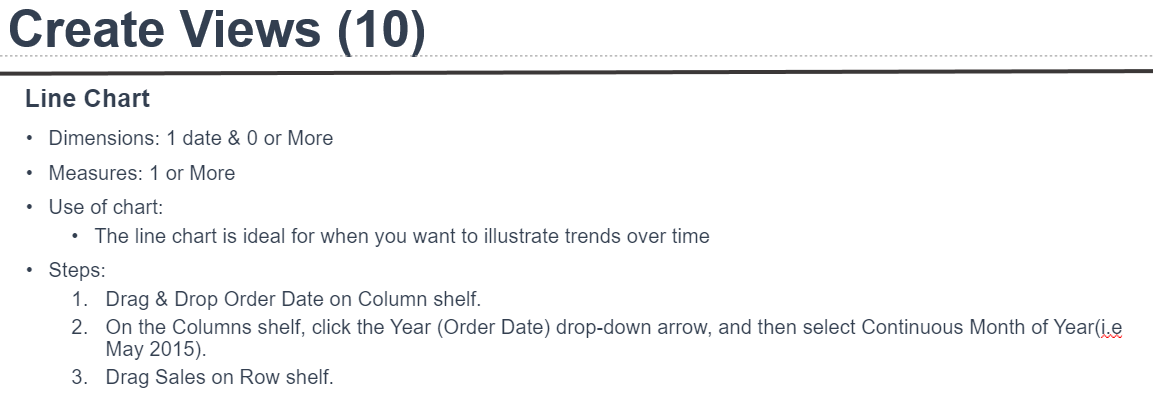 Create Views (10)
Line Chart
• Dimensions: 1 date & 0 or More
• Measures: 1 or More
• Use of chart:
• The line chart is ideal for when you want to illustrate trends over time
• Steps:
1. Drag & Drop Order Date on Column shelf.
2. On the Columns shelf, click the Year (Order Date) drop-down arrow, and then select Continuous Month of Year(i.e
May 2015).
3. Drag Sales on Row shelf.